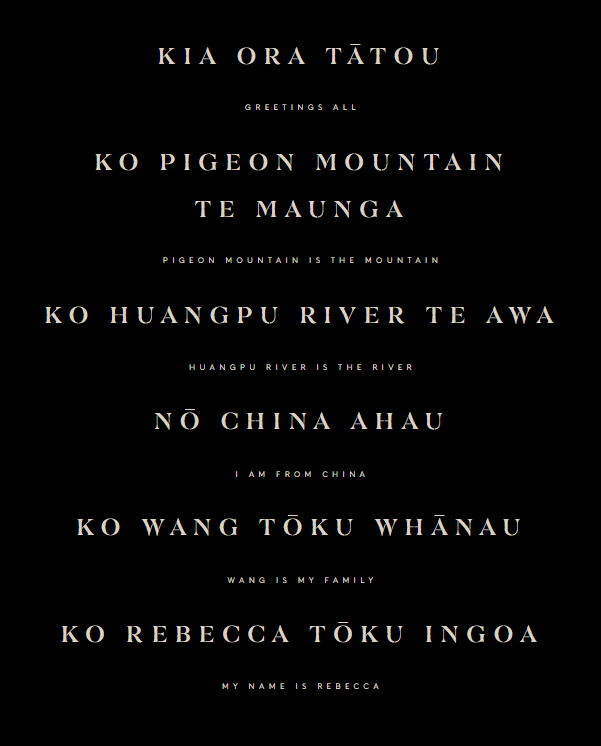 KIA ORA TĀTOU
GREETINGS ALL
KO PIGEON MOUNTAIN
TE MAUNGA
PIGEON MOUNTAIN IS THE MOUNTAIN
KO HUANGPU RIVER TE AWA
HUANGPU RIVER IS THE RIVER
NŌ CHINA AHAU
I AM FROM CHINA
KO WANG TŌKU WHĀNAU
WANG IS MY FAMILY
KO REBECCA TŌKU INGOA
MY NAME IS REBECCA